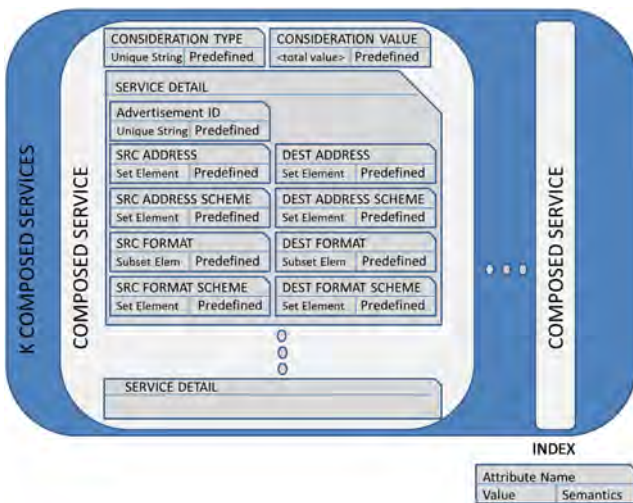 CONSIDERATION TYPE
Unique String Predefined
CONSIDERATION VALUE
<total value> Predefined
SERVICE DETAIL
Advertisement ID
Unique String Predefined
SRC ADDRESS
Set Element Predefined
DEST ADDRESS
Set Element Predefined
SRC ADDRESS SCHEME
Set Element Predefined
DEST ADDRESS SCHEME
Set Element Predefined
SRC FORMAT
Subset Elem Predefined
DEST FORMAT
Subset Elem Predefined
SRC FORMAT SCHEME
Set Element Predefined
DEST FORMAT SCHEME
Set Element Predefined
SERVICE DETAIL
K COMPOSED SERVICES
COMPOSED SERVICE
COMPOSED SERVICE
INDEX
Attribute Name
Value Semantics